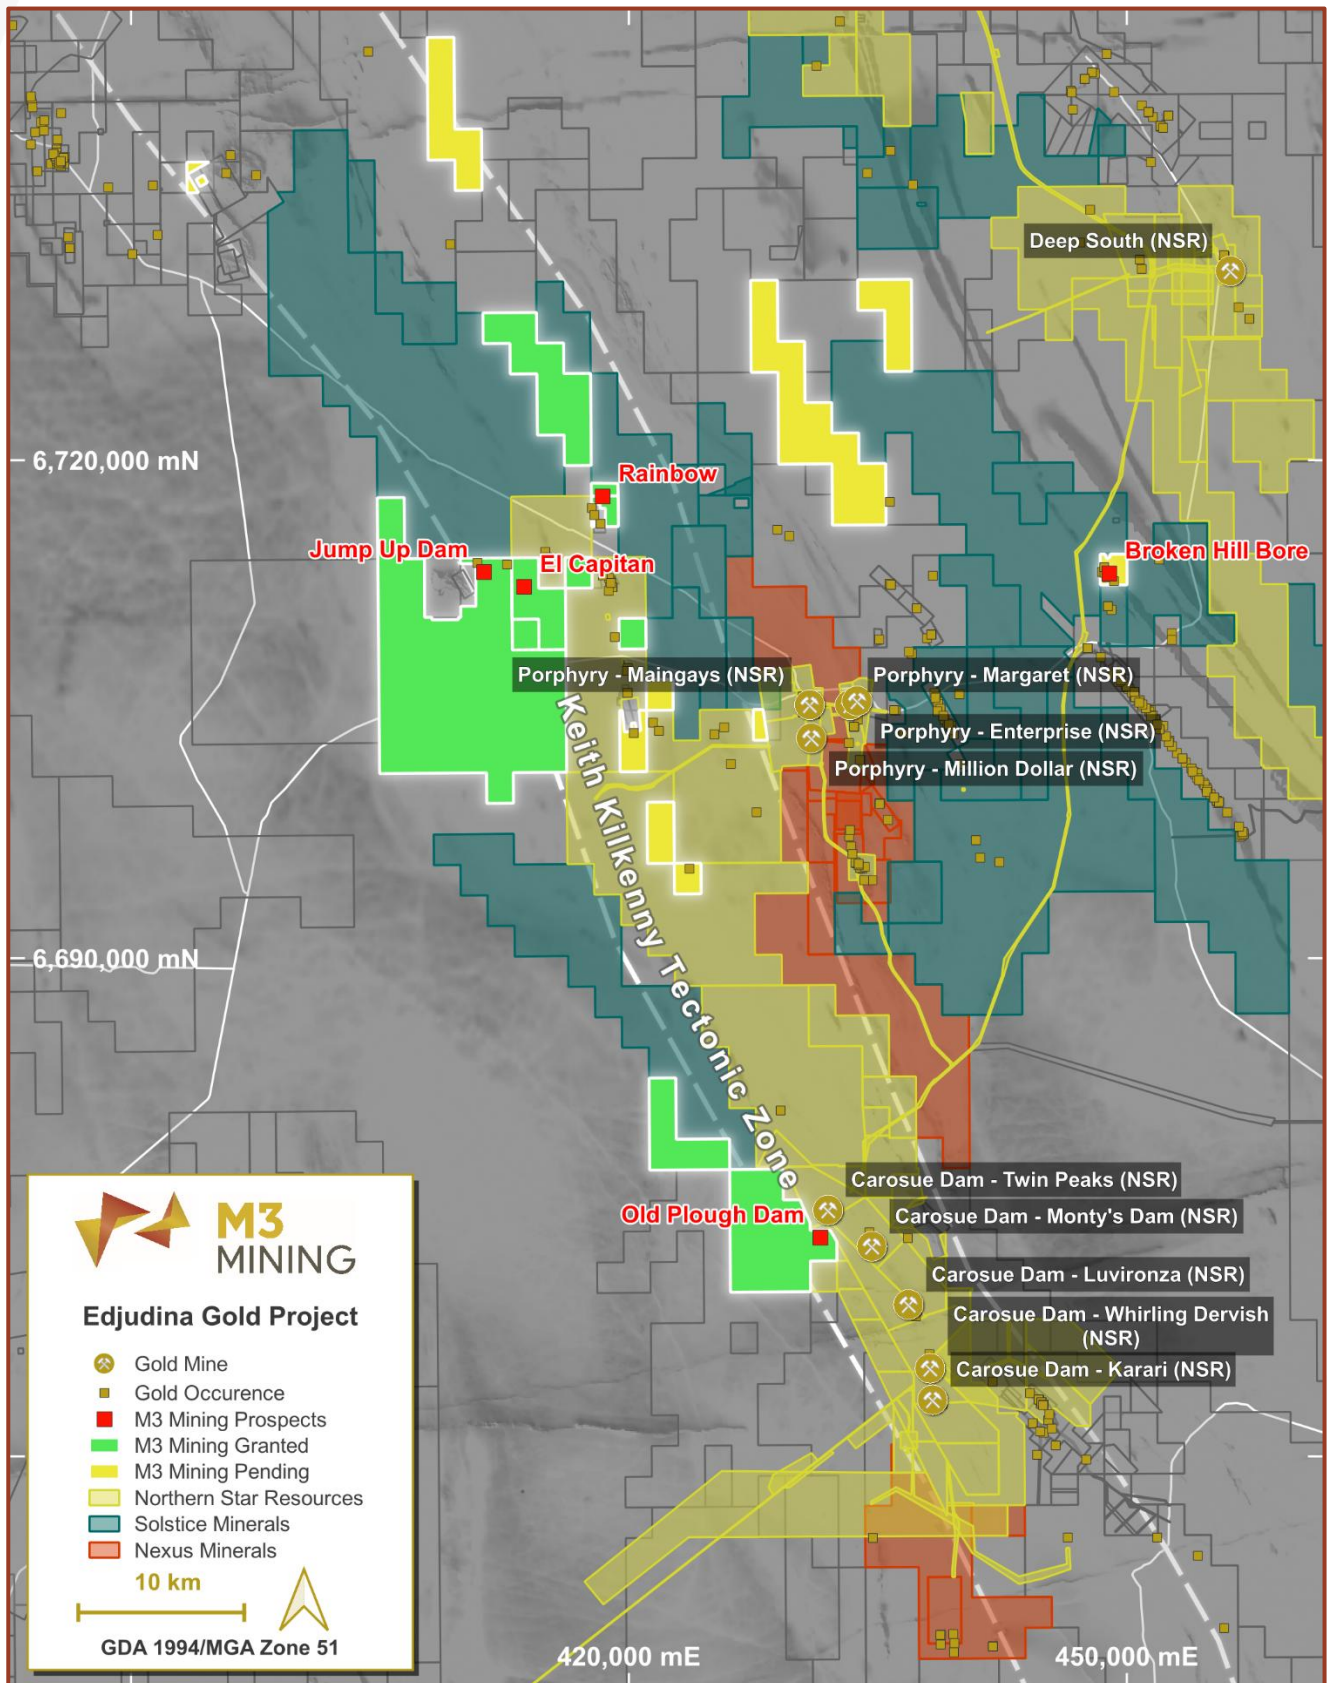 Deep South (NSR)
6,720,000 mN
Rainbow
Jump Up Dam
El Capitan
Broken Hill Bore
Porphyry - Maingays (NSR)
Porphyry - Margaret (NSR)
Porphyry - Enterprise (NSR)
Porphyry - Million Dollar (NSR)
Keith Kilkenny Tectonic Zone
6,690,000 mN
Carosue Dam - Twin Peaks (NSR)
Old Plough Dam
Carosue Dam - Monty's Dam (NSR)
Carosue Dam - Luvironza (NSR)
Carosue Dam - Whirling Dervish
(NSR)
Carosue Dam - Karari (NSR)
M3
MINING
Edjudina Gold Project
Gold Mine
Gold Occurence
M3 Mining Prospects
M3 Mining Granted
M3 Mining Pending
Northern Star Resources
Solstice Minerals
Nexus Minerals
10 km
GDA 1994/MGA Zone 51
420,000 mE
450,000 mE